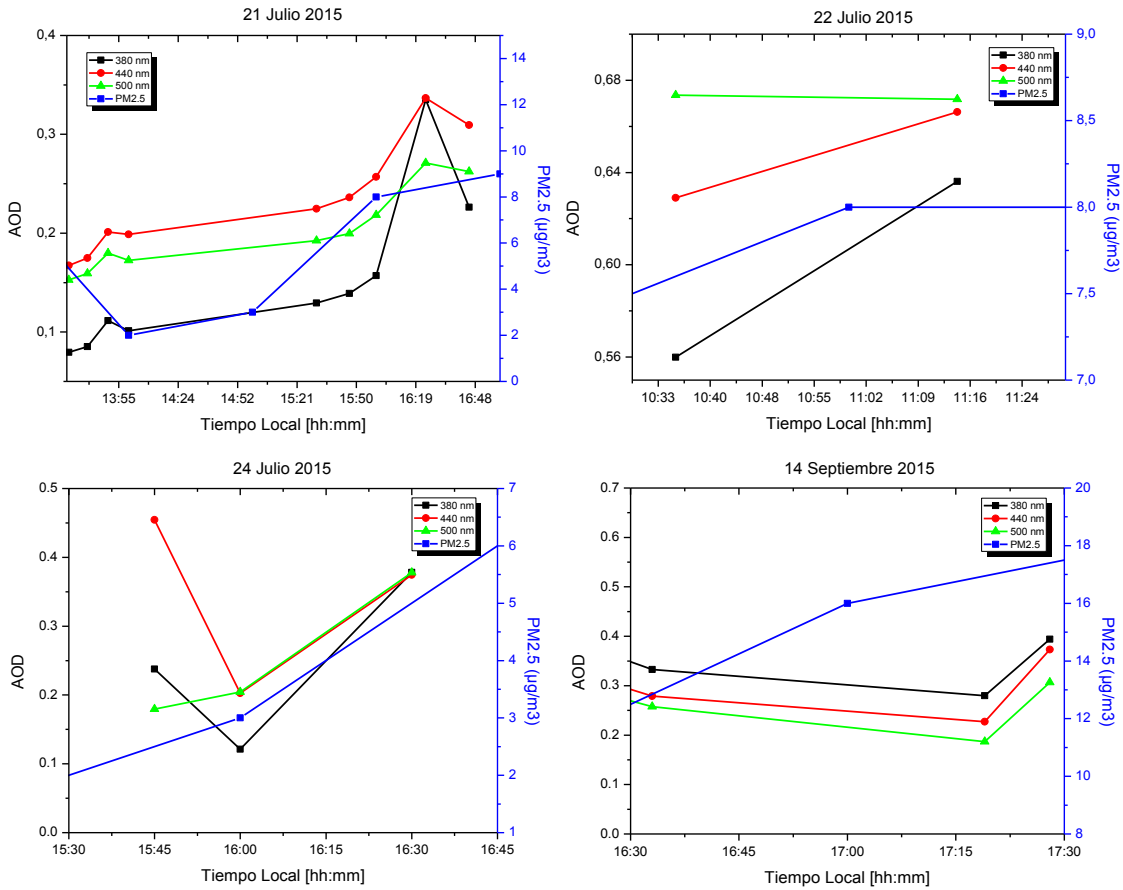 21 Julio 2015
0,4
0,3
0,2
0,1
AOD
380 nm
440 nm
500 nm
PM2.5
14
12
10
8
6
4
2
0
PM2.5 (µg/m3)
13:55 14:24 14:52 15:21 15:50 16:19 16:48
Tiempo Local [hh:mm]
22 Julio 2015
0,68
0,64
0,60
0,56
AOD
380 nm
440 nm
500 nm
PM2.5
9,0
8,5
8,0
7,5
7,0
PM2.5 (µg/m3)
10:33 10:40 10:48 10:55 11:02 11:09 11:16 11:24
Tiempo Local [hh:mm]
24 Julio 2015
0.5
0.4
0.3
0.2
0.1
0.0
AOD
380 nm
440 nm
500 nm
PM2.5
7
6
5
4
3
2
1
PM2.5 (µg/m3)
15:30 15:45 16:00 16:30 16:45
Tiempo Local [hh:mm]
14 Septiembre 2015
0.7
0.6
0.5
0.4
0.3
0.2
0.1
0.0
AOD
380 nm
440 nm
500 nm
PM2.5
20
18
16
14
12
10
8
PM2.5 (µg/m3)
16:30 16:45 17:00 17:15 17:30
Tiempo Local [hh:mm]